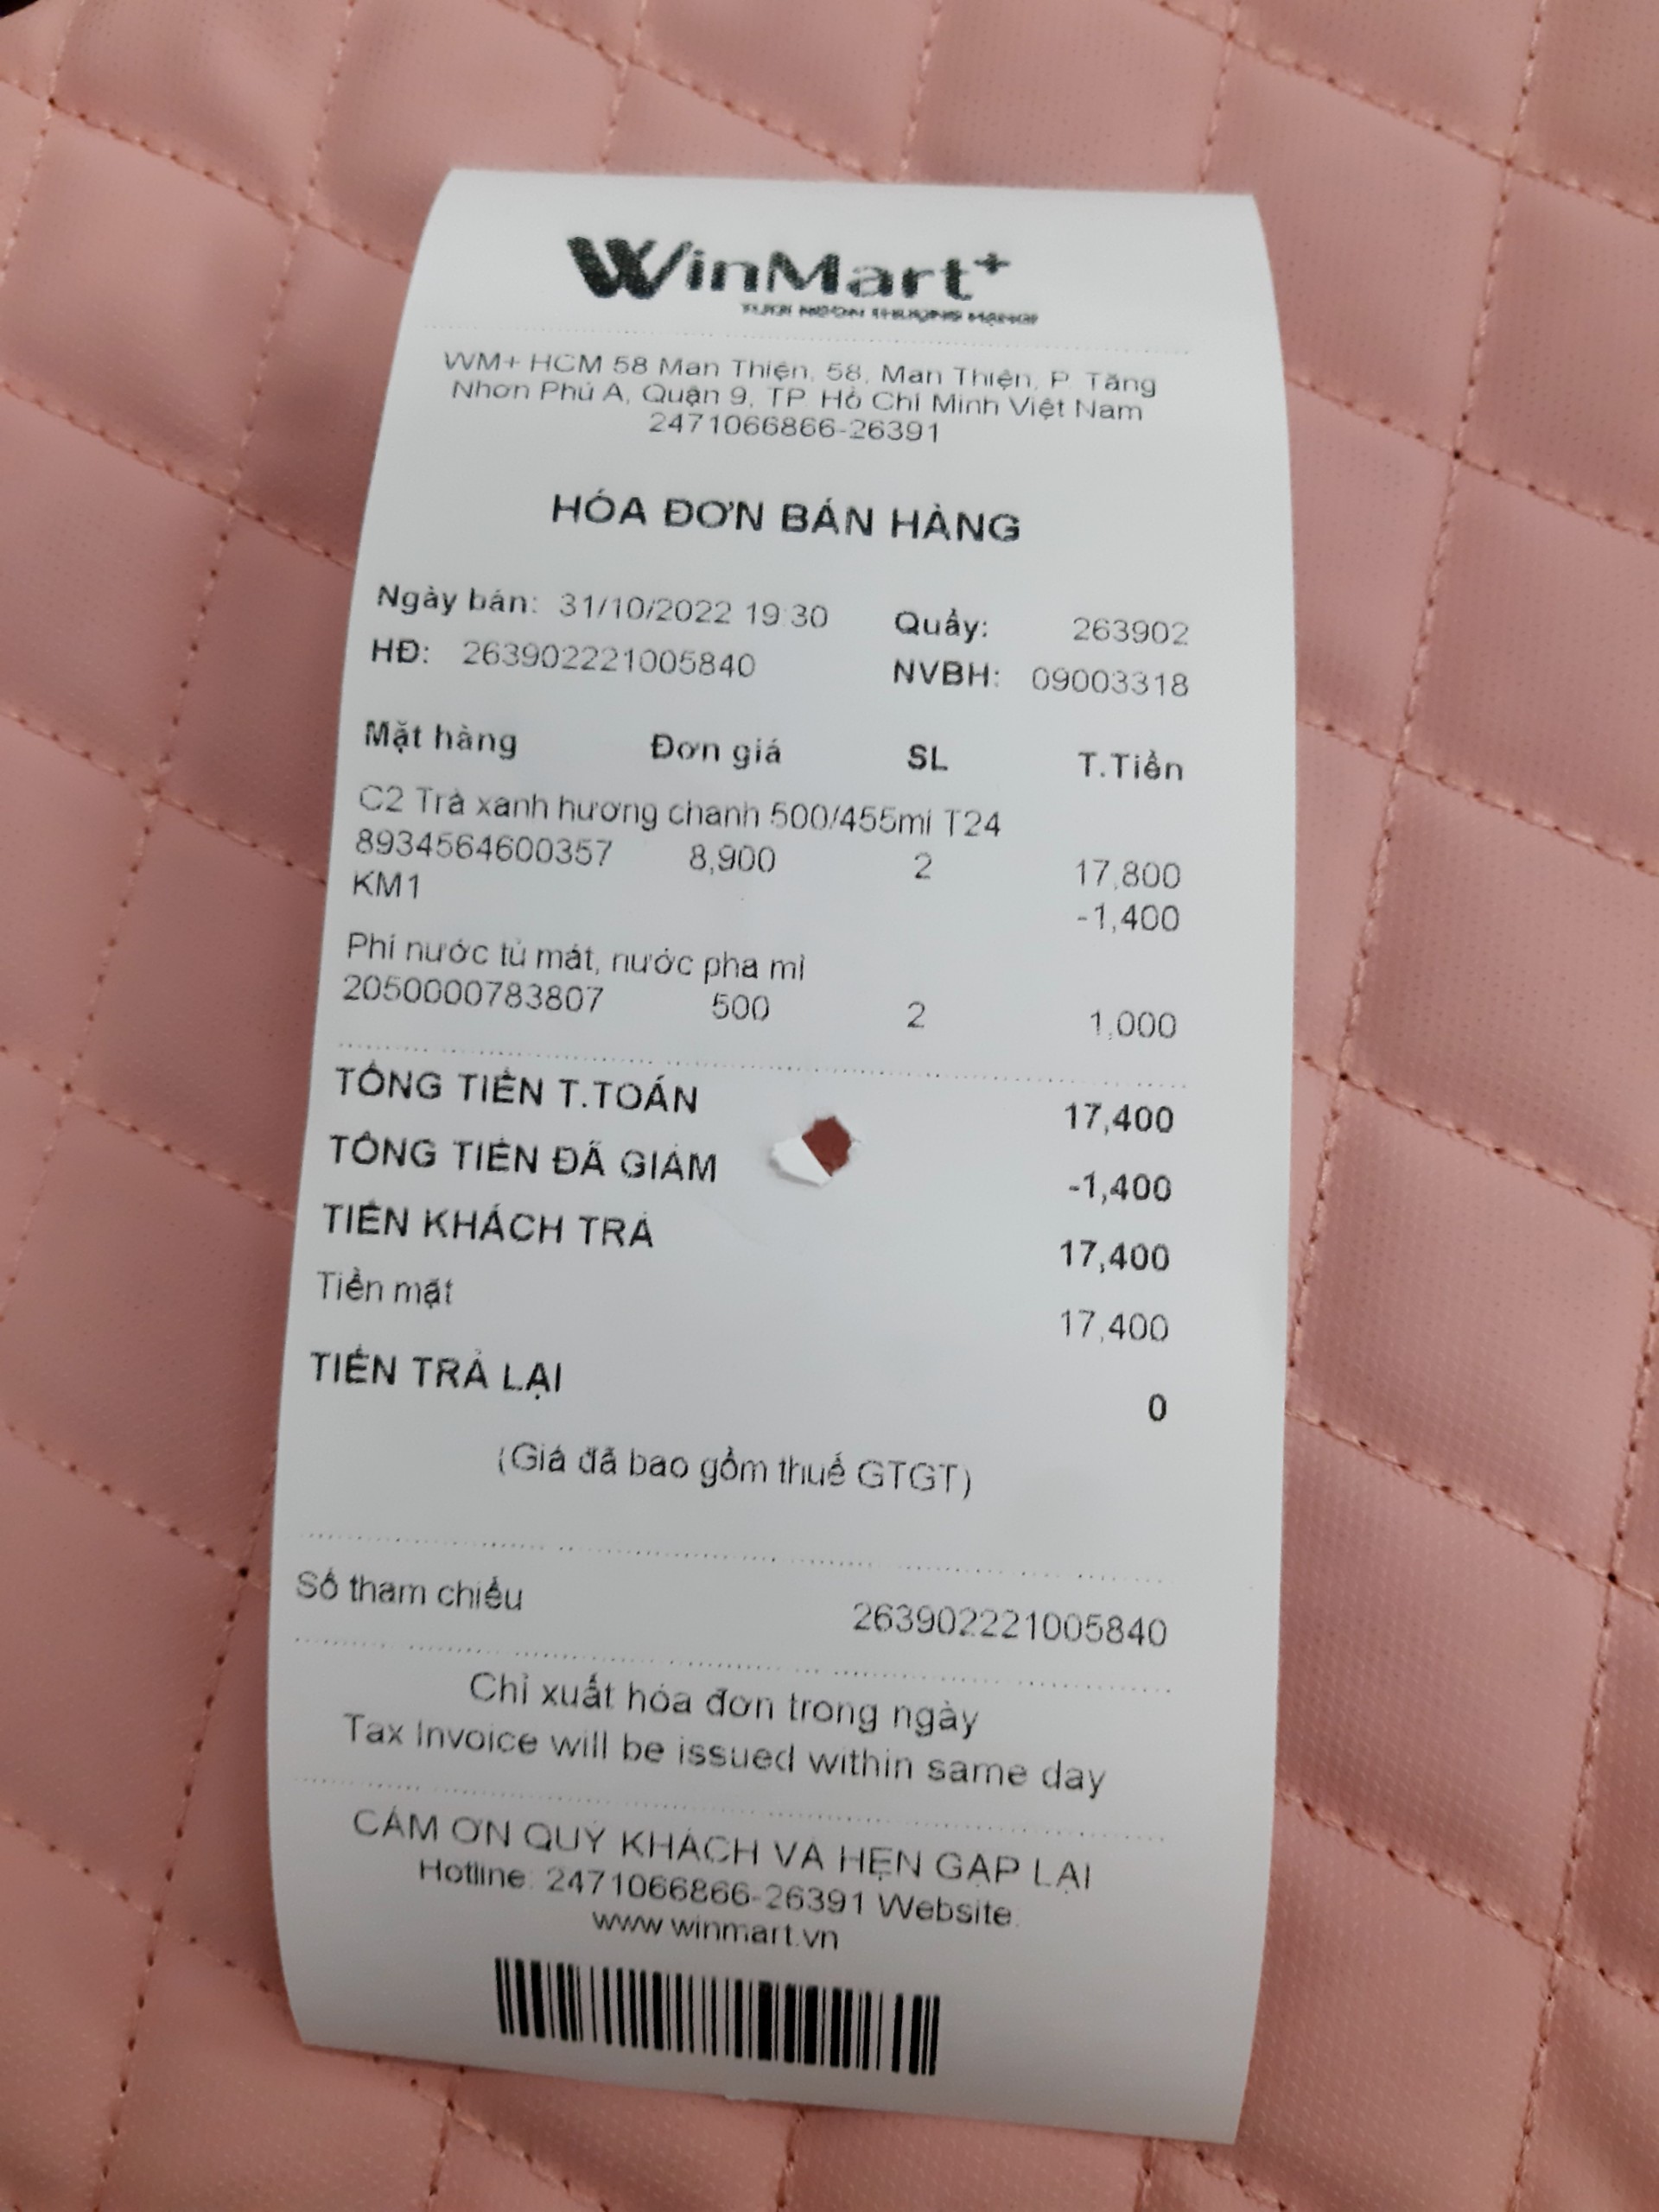 WinMart+
TƯƠI NGON THƯỢNG HẠNG!
WM+ HCM 58 Man Thiện, 58, Man Thiện, P. Tăng
Nhơn Phú A, Quận 9, TP. Hồ Chí Minh Việt Nam
2471066866-26391
HÓA ĐƠN BÁN HÀNG
Ngày bán: 31/10/2022 19:30 Quầy: 263902
HĐ: 263902221005840 NVBH: 09003318
Mặt hàng Đơn giá SL T.Tiền
C2 Trà xanh hương chanh 500/455ml T24
8934564600357 8,900 2 17,800
KM1 -1,400
Phí nước tủ mát, nước pha mì
2050000783807 500 2 1,000
TỔNG TIỀN T.TOÁN 17,400
TỔNG TIỀN ĐÃ GIẢM -1,400
TIỀN KHÁCH TRẢ 17,400
Tiền mặt 17,400
TIỀN TRẢ LẠI 0
(Giá đã bao gồm thuế GTGT)
Số tham chiếu 263902221005840
Chỉ xuất hóa đơn trong ngày
Tax Invoice will be issued within same day
CẢM ƠN QUÝ KHÁCH VÀ HẸN GẶP LẠI
Hotline: 2471066866-26391 Website:
www.winmart.vn